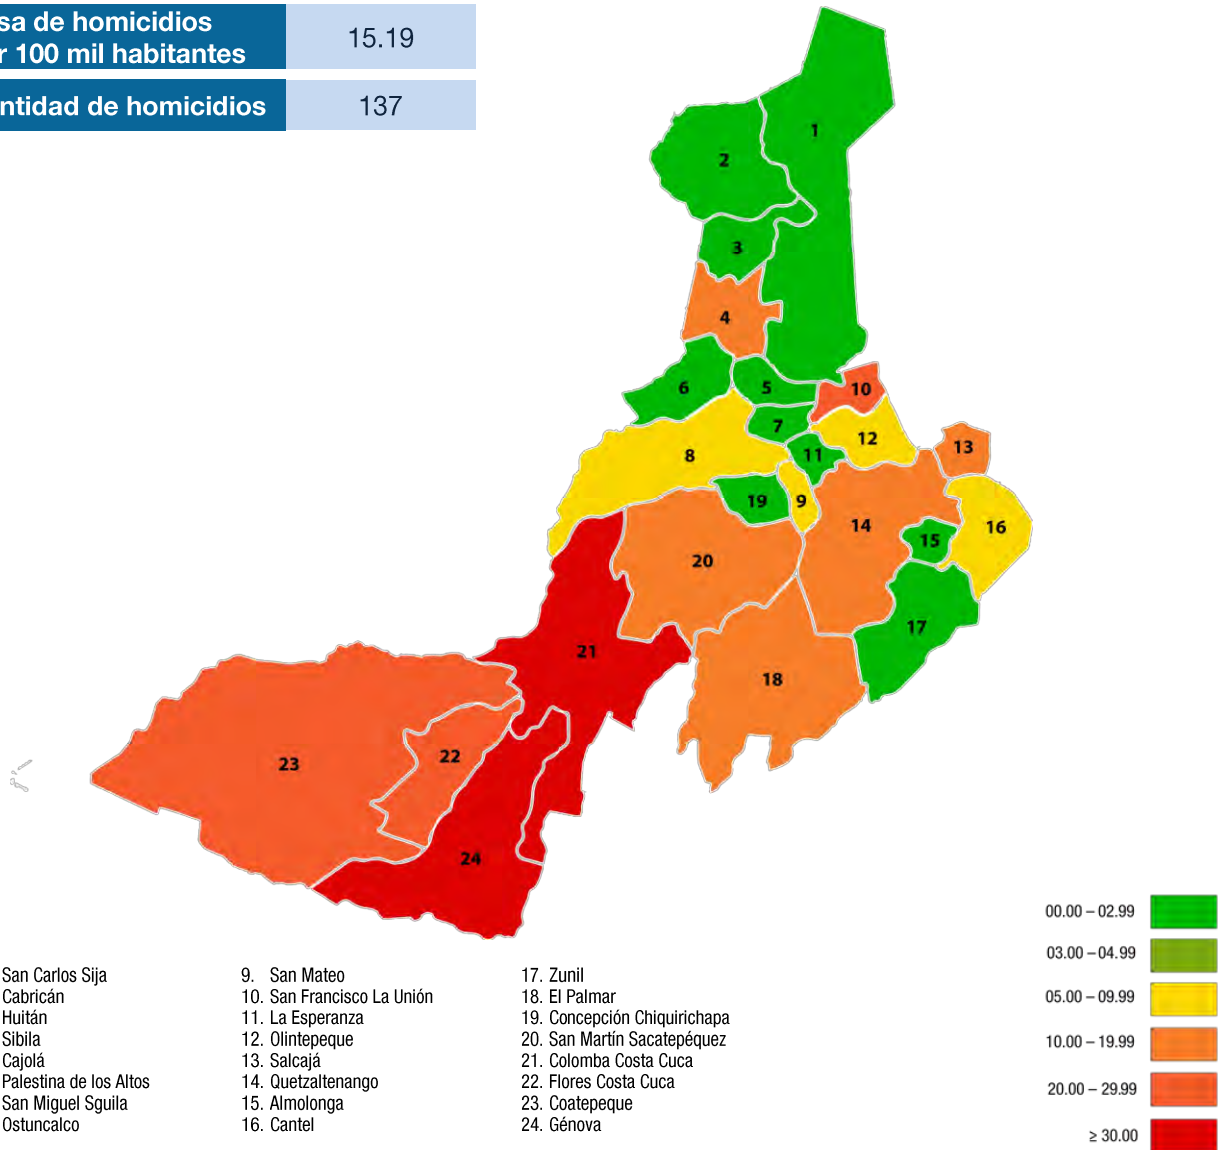 sa de homicidios
r 100 mil habitantes
15.19
ntidad de homicidios
137
1
2
3
4
6
5
10
7
12
8
11
13
19
9
14
16
15
20
17
21
18
22
23
24
00.00 – 02.99
03.00 – 04.99
05.00 – 09.99
10.00 – 19.99
20.00 – 29.99
≥ 30.00
San Carlos Sija
Cabricán
Huitán
Sibila
Cajolá
Palestina de los Altos
San Miguel Sguila
Ostuncalco
9. San Mateo
10. San Francisco La Unión
11. La Esperanza
12. Olintepeque
13. Salcajá
14. Quetzaltenango
15. Almolonga
16. Cantel
17. Zunil
18. El Palmar
19. Concepción Chiquirichapa
20. San Martín Sacatepéquez
21. Colomba Costa Cuca
22. Flores Costa Cuca
23. Coatepeque
24. Génova